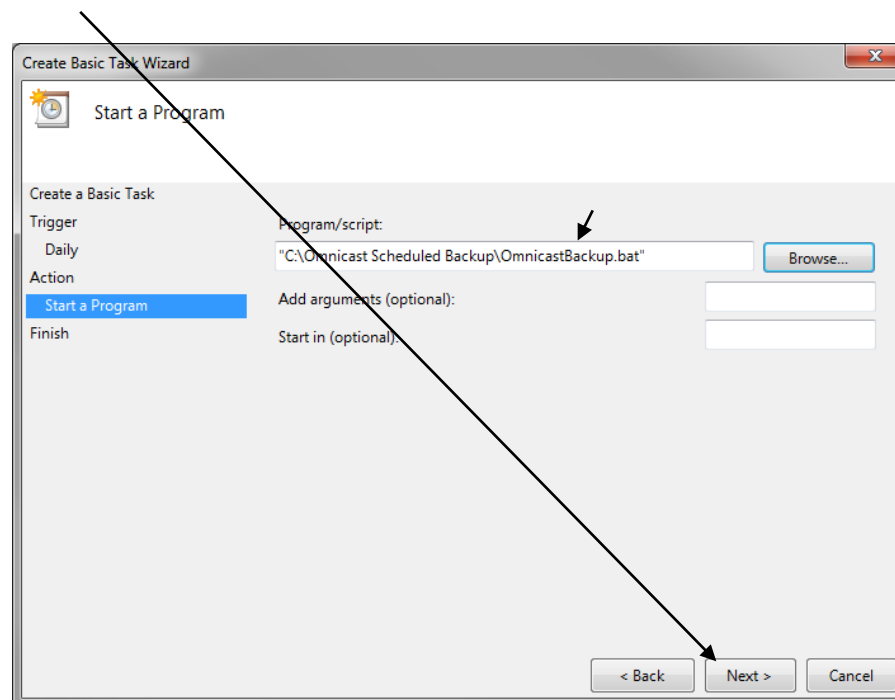 Create Basic Task Wizard
Start a Program
Create a Basic Task
Trigger
Daily
Action
Start a Program
Finish
Program/script:
"C:\Omnicast Scheduled Backup\OmnicastBackup.bat"
Browse...
Add arguments (optional):
Start in (optional):
< Back
Next >
Cancel